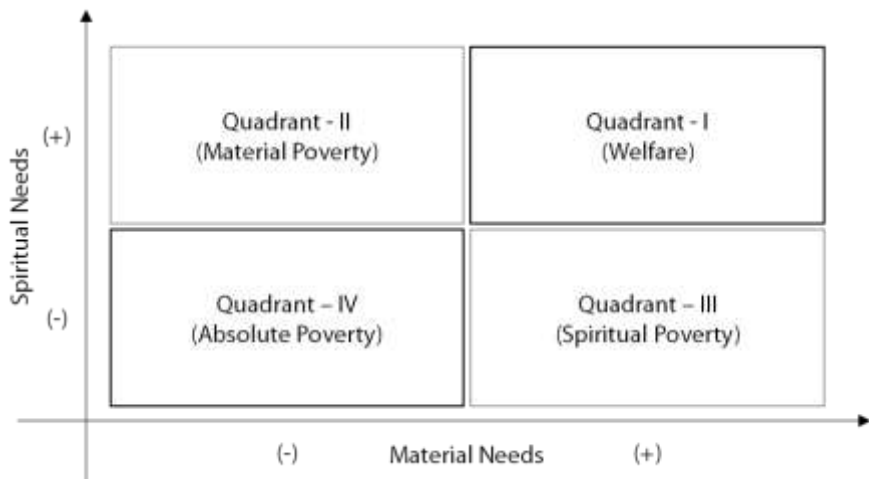 Spiritual Needs
(+)
(-)
Quadrant - II
(Material Poverty)
Quadrant - I
(Welfare)
Quadrant – IV
(Absolute Poverty)
Quadrant – III
(Spiritual Poverty)
(-) Material Needs (+)